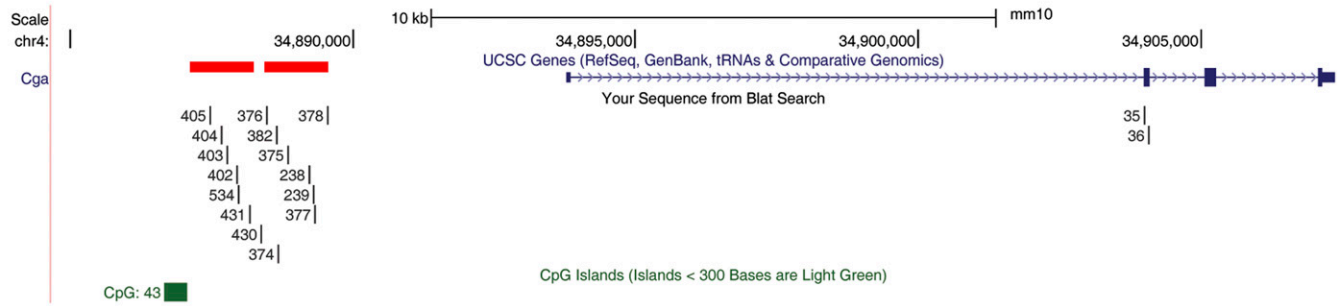 Scale 10 kb mm10
chr4: 34,890,000 34,895,000 34,900,000 34,905,000
UCSC Genes (RefSeq, GenBank, tRNAs & Comparative Genomics)
Cga
Your Sequence from Blat Search
405 376 378 35
404 382 36
403 375
402 238
534 239
431 377
430
374
CpG Islands (Islands < 300 Bases are Light Green)
CpG: 43